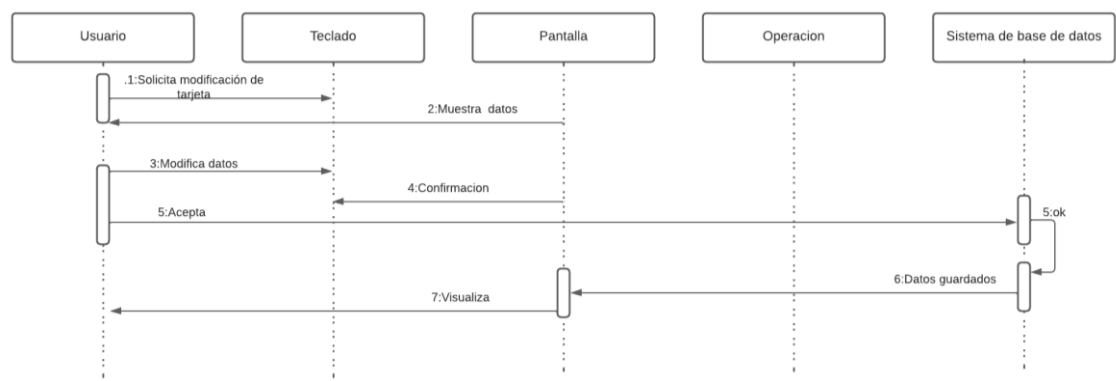 Usuario
Teclado
Pantalla
Operacion
Sistema de base de datos
.1:Solicita modificación de
tarjeta
2:Muestra datos
3:Modifica datos
4:Confirmacion
5:Acepta
5:ok
6:Datos guardados
7:Visualiza